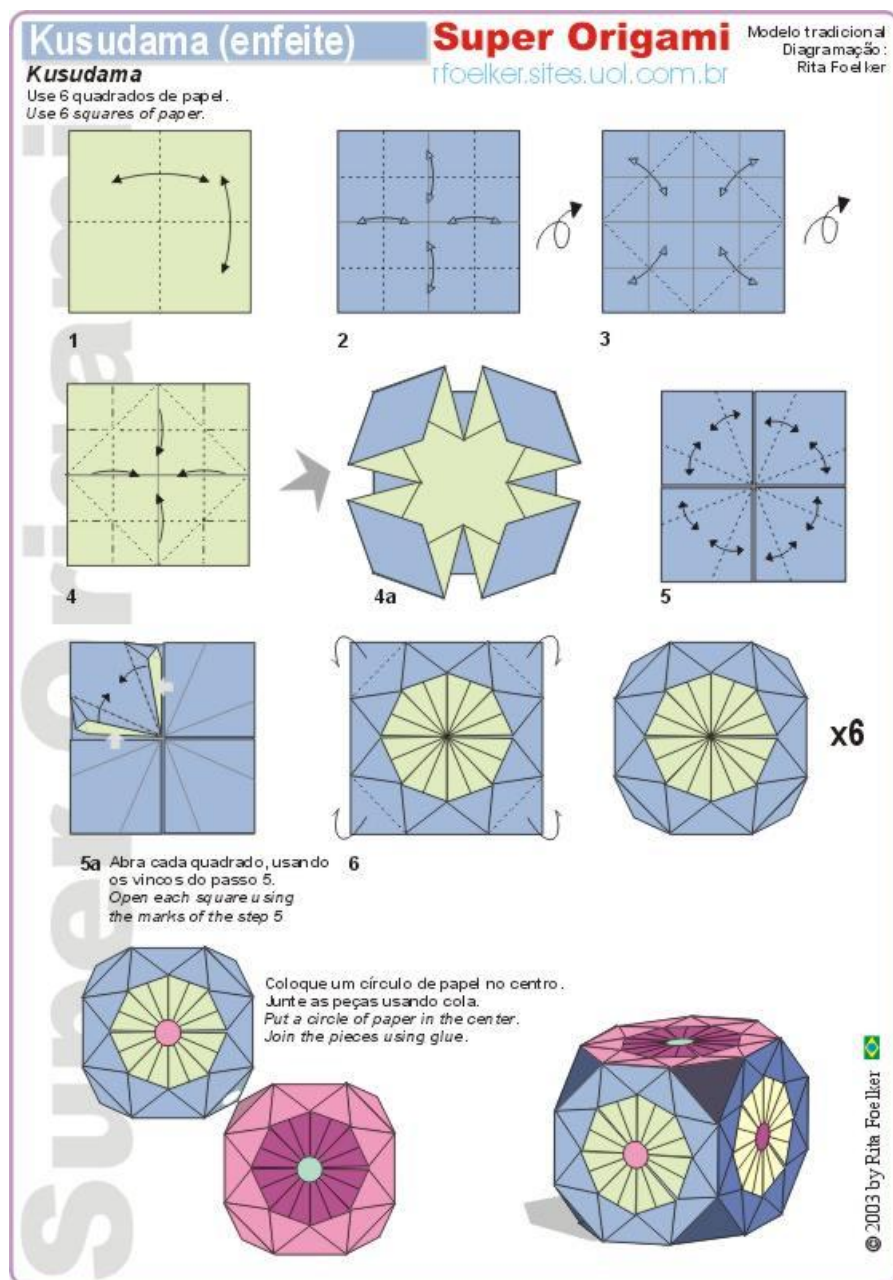 Kusudama (enfeite)
Super Origami
rfoelker.sites.uol.com.br
Modelo tradicional
Diagramação:
Rita Foelker
Kusudama
Use 6 quadrados de papel.
Use 6 squares of paper.
1
2
3
4
4a
5
5a Abra cada quadrado, usando
os vincos do passo 5.
Open each square using
the marks of the step 5
6
x6
Coloque um círculo de papel no centro.
Junte as peças usando cola.
Put a circle of paper in the center.
Join the pieces using glue.
Super Origami
© 2003 by Rita Foelker